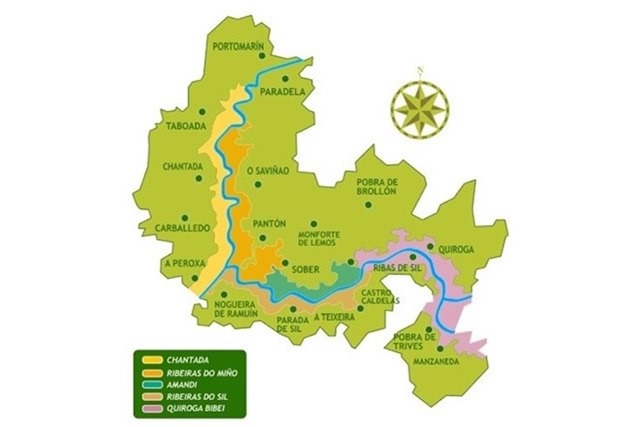 PORTOMARÍN
N
PARADELA
TABOADA
CHANTADA
O SAVIÑAO
POBRA DE
BROLLÓN
CARBALLEDO
PANTÓN
MONFORTE
DE LEMOS
QUIROGA
A PEROXA
SOBER
RIBAS DE SIL
NOGUEIRA
DE RAMUÍN
PARADA
DE SIL
A TEIXEIRA
CASTRO
CALDELAS
POBRA DE
TRIVES
MANZANEDA
CHANTADA
RIBEIRAS DO MIÑO
AMANDI
RIBEIRAS DO SIL
QUIROGA BIBEI